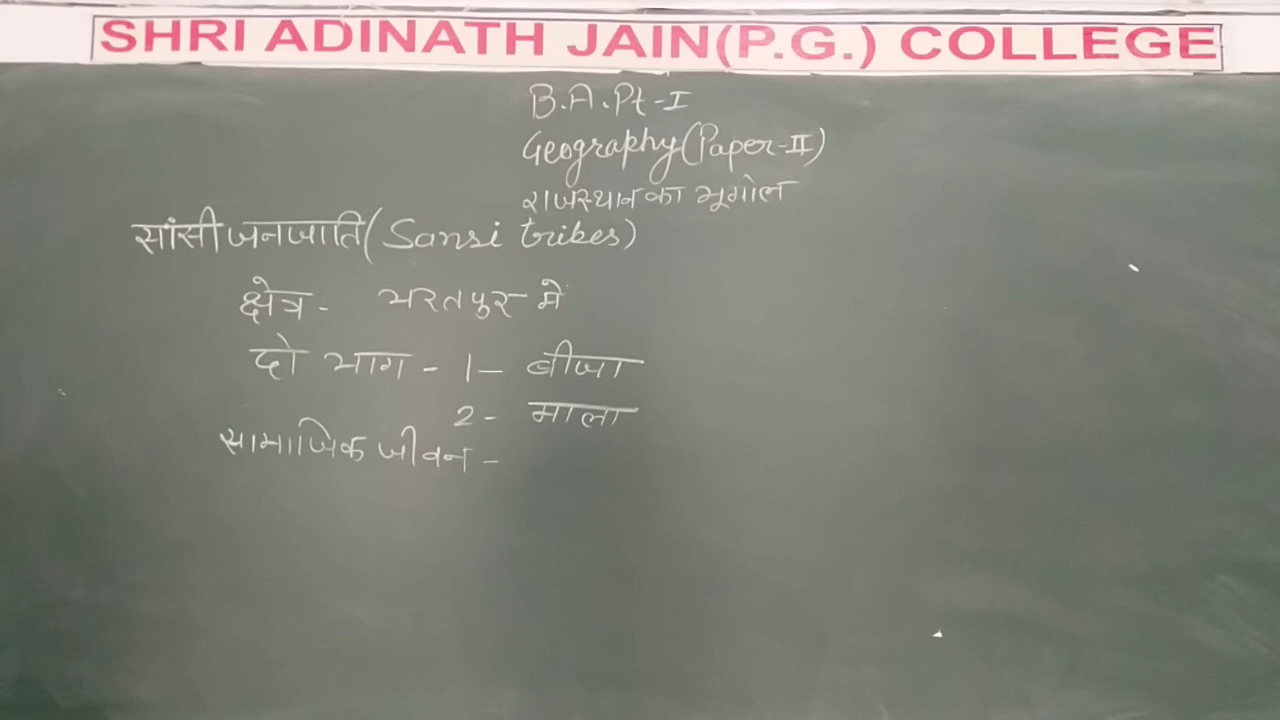 SHRI ADINATH JAIN(P.G.) COLLEGE
B.A.Pt-I
Geography(Paper-II)
राजस्थान का भूगोल
सांसी जनजाति (Sansi tribes)
क्षेत्र - भरतपुर में
दो भाग - 1- बीजा
2- माला
सामाजिक जीवन -